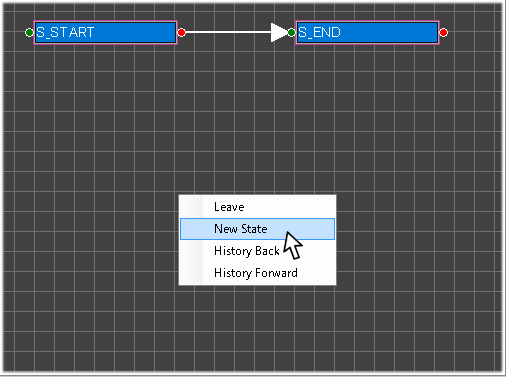 S_START
S_END
Leave
New State
History Back
History Forward